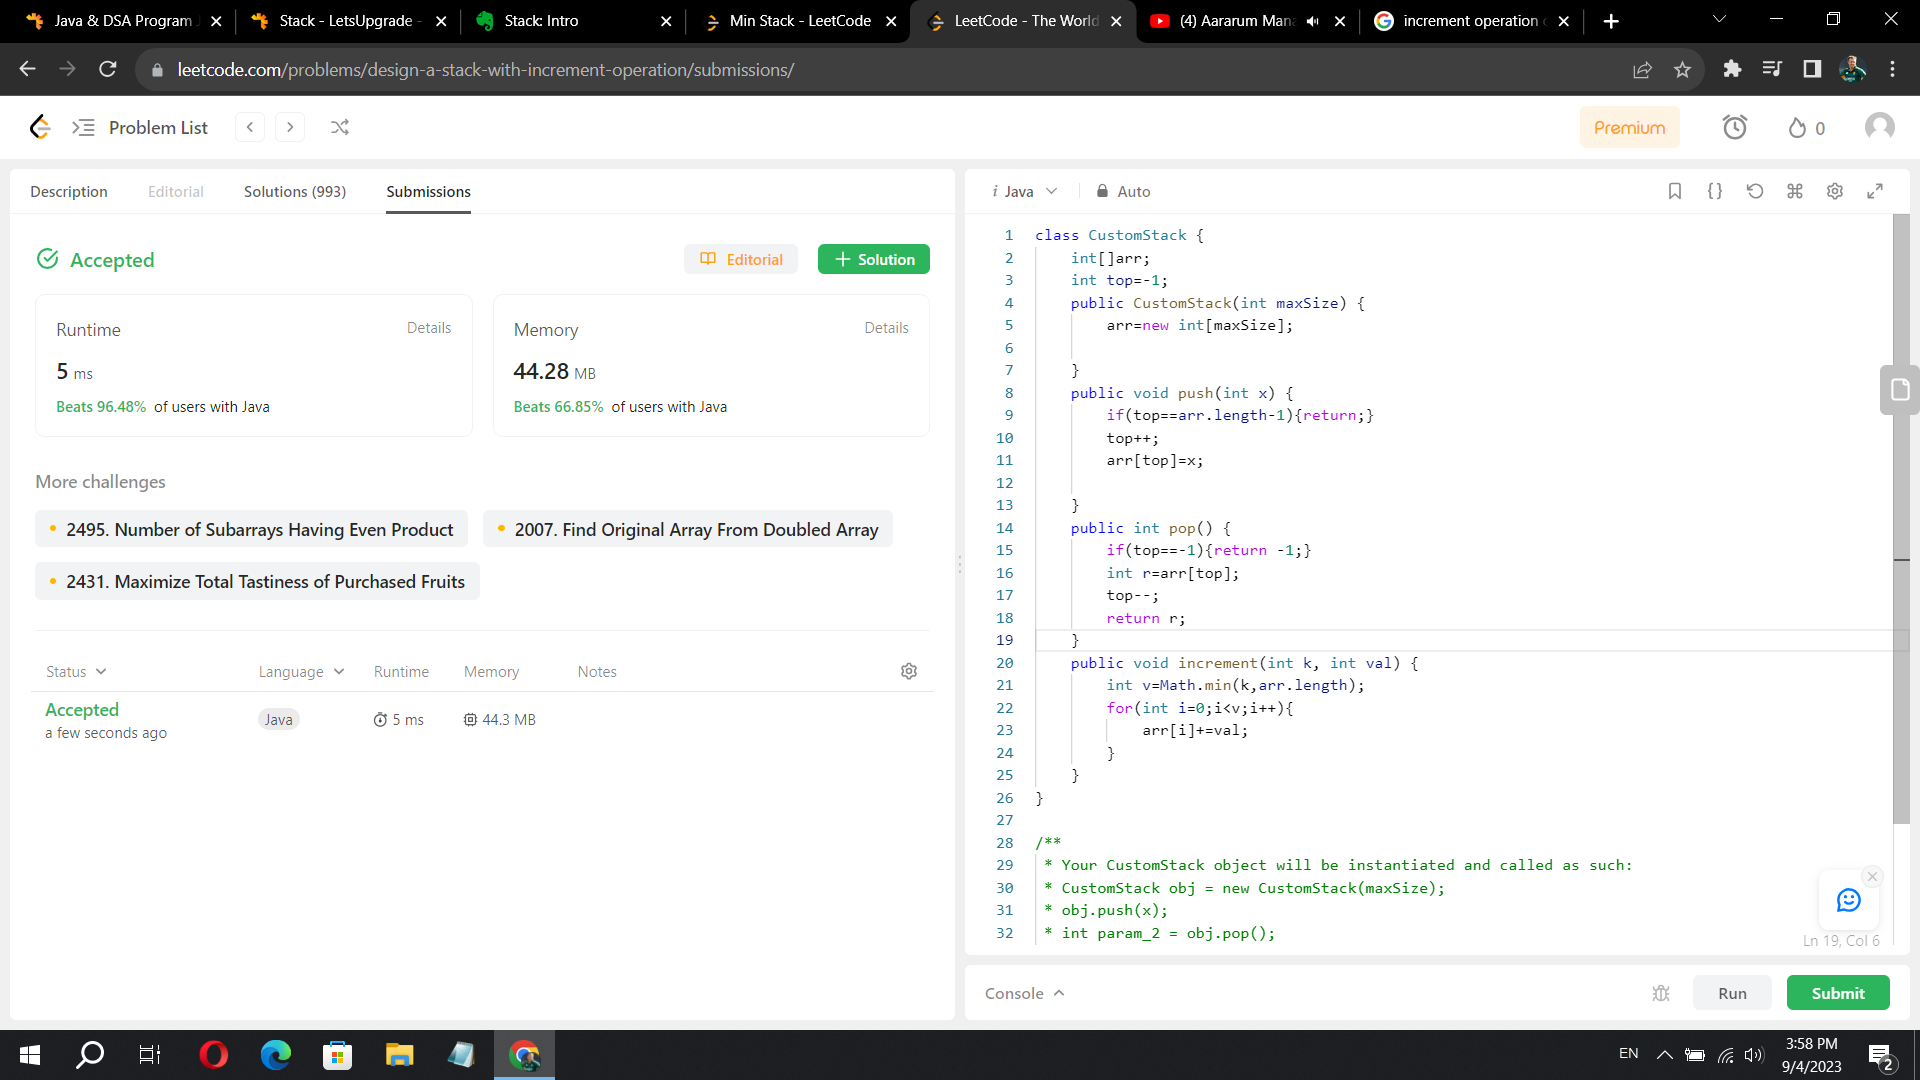 Java & DSA Program
Stack - LetsUpgrade -
Stack: Intro
Min Stack - LeetCode
LeetCode - The World
(4) Aararum Mana
increment operation
leetcode.com/problems/design-a-stack-with-increment-operation/submissions/
Problem List
Premium
0
Description
Editorial
Solutions (993)
Submissions
Accepted
Editorial
+ Solution
Runtime
Details
5 ms
Beats 96.48% of users with Java
Memory
Details
44.28 MB
Beats 66.85% of users with Java
More challenges
2495. Number of Subarrays Having Even Product
2007. Find Original Array From Doubled Array
2431. Maximize Total Tastiness of Purchased Fruits
Status
Language
Runtime
Memory
Notes
Accepted
a few seconds ago
Java
5 ms
44.3 MB
i Java
Auto
1 class CustomStack {
2 int[]arr;
3 int top=-1;
4 public CustomStack(int maxSize) {
5 arr=new int[maxSize];
6
7 }
8 public void push(int x) {
9 if(top==arr.length-1){return;}
10 top++;
11 arr[top]=x;
12
13 }
14 public int pop() {
15 if(top==-1){return -1;}
16 int r=arr[top];
17 top--;
18 return r;
19 }
20 public void increment(int k, int val) {
21 int v=Math.min(k,arr.length);
22 for(int i=0;i<v;i++){
23 arr[i]+=val;
24 }
25 }
26 }
27
28 /**
29 * Your CustomStack object will be instantiated and called as such:
30 * CustomStack obj = new CustomStack(maxSize);
31 * obj.push(x);
32 * int param_2 = obj.pop();
Ln 19, Col 6
Console
Run
Submit
EN
3:58 PM
9/4/2023
2